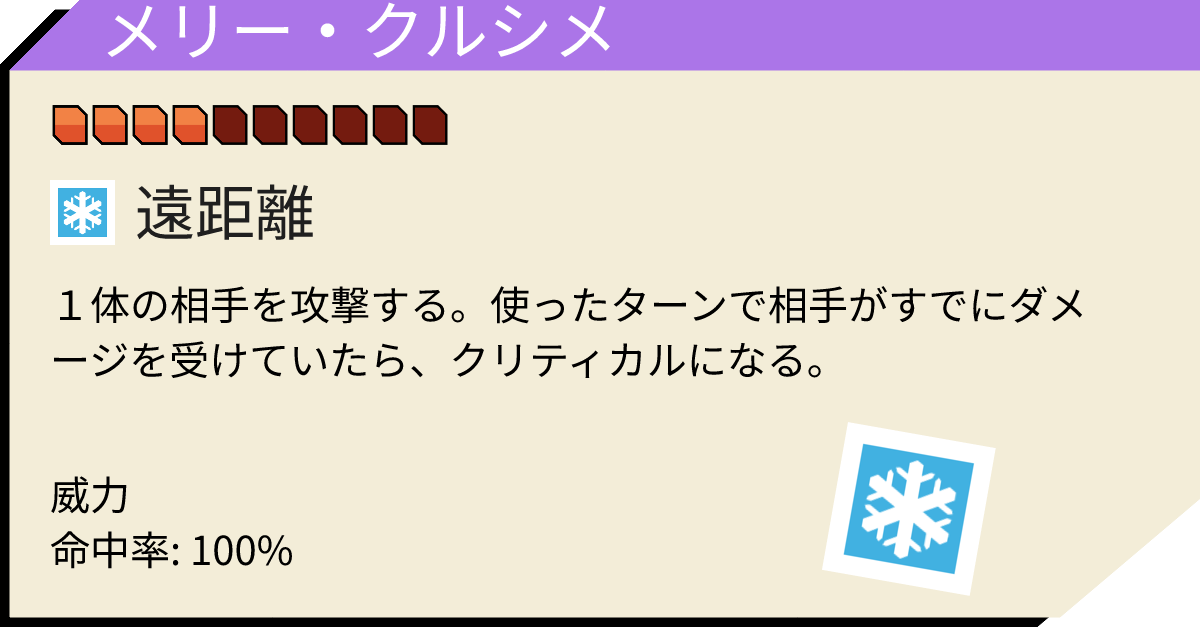 メリー・クルシメ
遠距離
１体の相手を攻撃する。使ったターンで相手がすでにダメ
ージを受けていたら、クリティカルになる。
威力
命中率: 100%